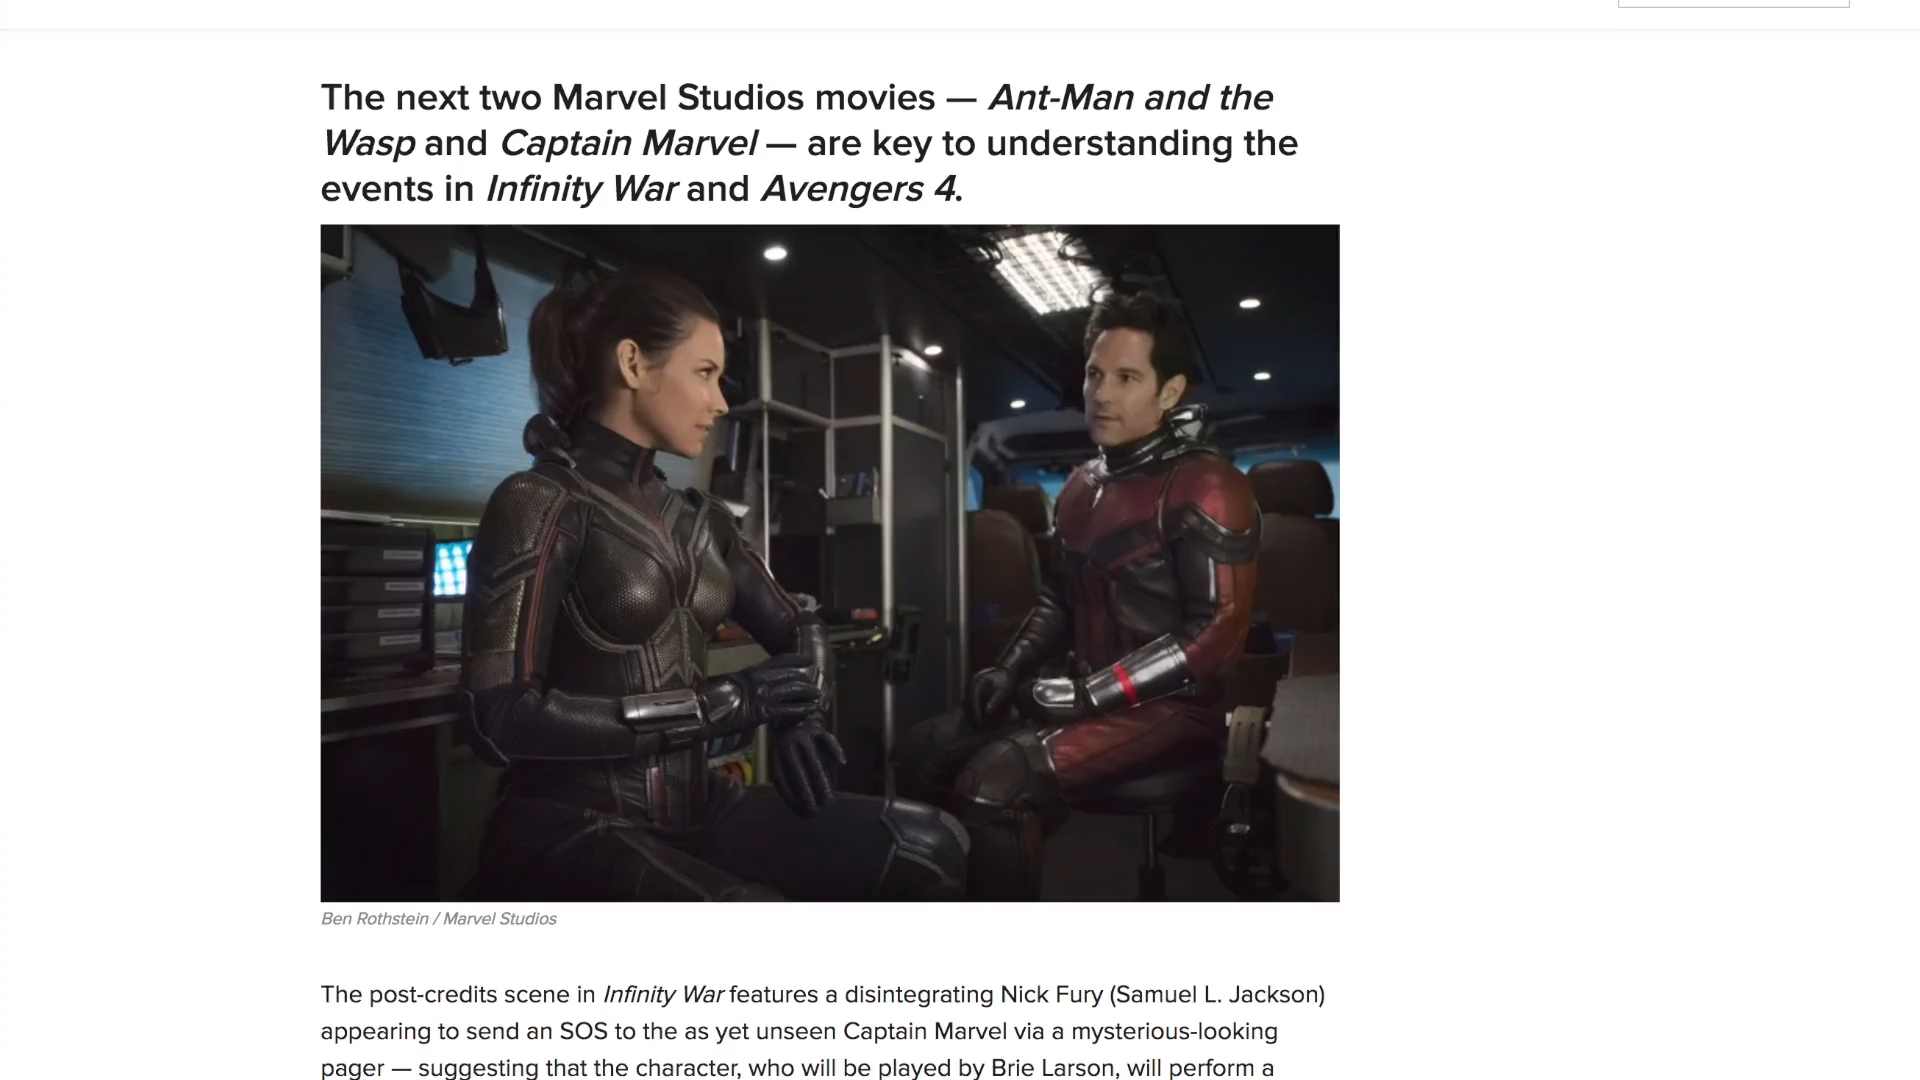 The next two Marvel Studios movies — Ant-Man and the
Wasp and Captain Marvel — are key to understanding the
events in Infinity War and Avengers 4.
Ben Rothstein / Marvel Studios
The post-credits scene in Infinity War features a disintegrating Nick Fury (Samuel L. Jackson)
appearing to send an SOS to the as yet unseen Captain Marvel via a mysterious-looking
pager — suggesting that the character, who will be played by Brie Larson, will perform a